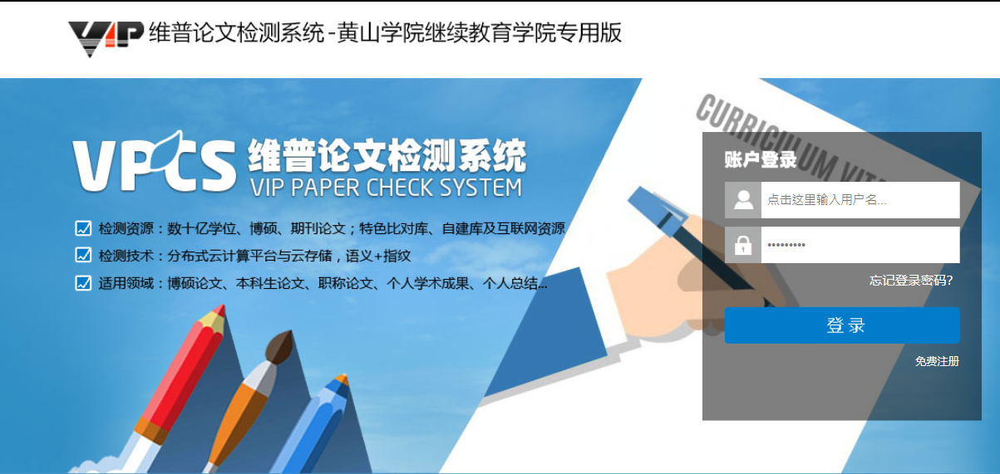 VIP 维普论文检测系统-黄山学院继续教育学院专用版
CURRICULUM VITA
VPCS 维普论文检测系统
VIP PAPER CHECK SYSTEM
检测资源：数十亿学位、博硕、期刊论文；特色比对库、自建库及互联网资源
检测技术：分布式云计算平台与云存储，语义+指纹
适用领域：博硕论文、本科生论文、职称论文、个人学术成果、个人总结...
账户登录
点击这里输入用户名...
•••••••••
忘记登录密码?
登 录
免费注册